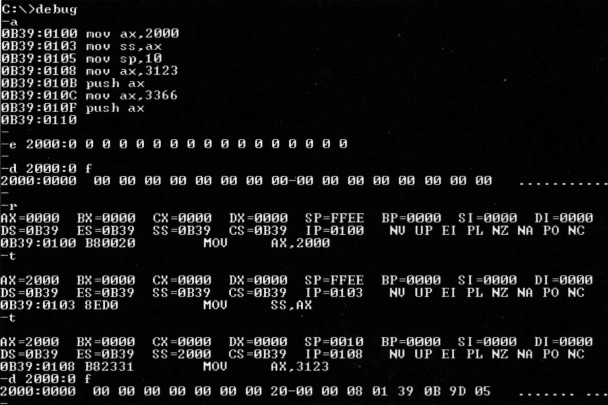 C:\>debug
-a
0B39:0100 mov ax,2000
0B39:0103 mov ss,ax
0B39:0105 mov sp,10
0B39:0108 mov ax,3123
0B39:010B push ax
0B39:010C mov ax,3366
0B39:010F push ax
0B39:0110
-
-e 2000:0 0 0 0 0 0 0 0 0 0 0 0 0 0 0 0 0
-
-d 2000:0 f
2000:0000  00 00 00 00 00 00 00 00-00 00 00 00 00 00 00 00   ...........
-
-r
AX=0000  BX=0000  CX=0000  DX=0000  SP=FFEE  BP=0000  SI=0000  DI=0000
DS=0B39  ES=0B39  SS=0B39  CS=0B39  IP=0100   NV UP EI PL NZ NA PO NC
0B39:0100 B80020        MOV     AX,2000
-t
AX=2000  BX=0000  CX=0000  DX=0000  SP=FFEE  BP=0000  SI=0000  DI=0000
DS=0B39  ES=0B39  SS=0B39  CS=0B39  IP=0103   NV UP EI PL NZ NA PO NC
0B39:0103 8ED0          MOV     SS,AX
-t
AX=2000  BX=0000  CX=0000  DX=0000  SP=0010  BP=0000  SI=0000  DI=0000
DS=0B39  ES=0B39  SS=2000  CS=0B39  IP=0108   NV UP EI PL NZ NA PO NC
0B39:0108 B82331        MOV     AX,3123
-d 2000:0 f
2000:0000  00 00 00 00 00 00 00 20-00 00 08 01 39 0B 9D 05   ....... ...
-